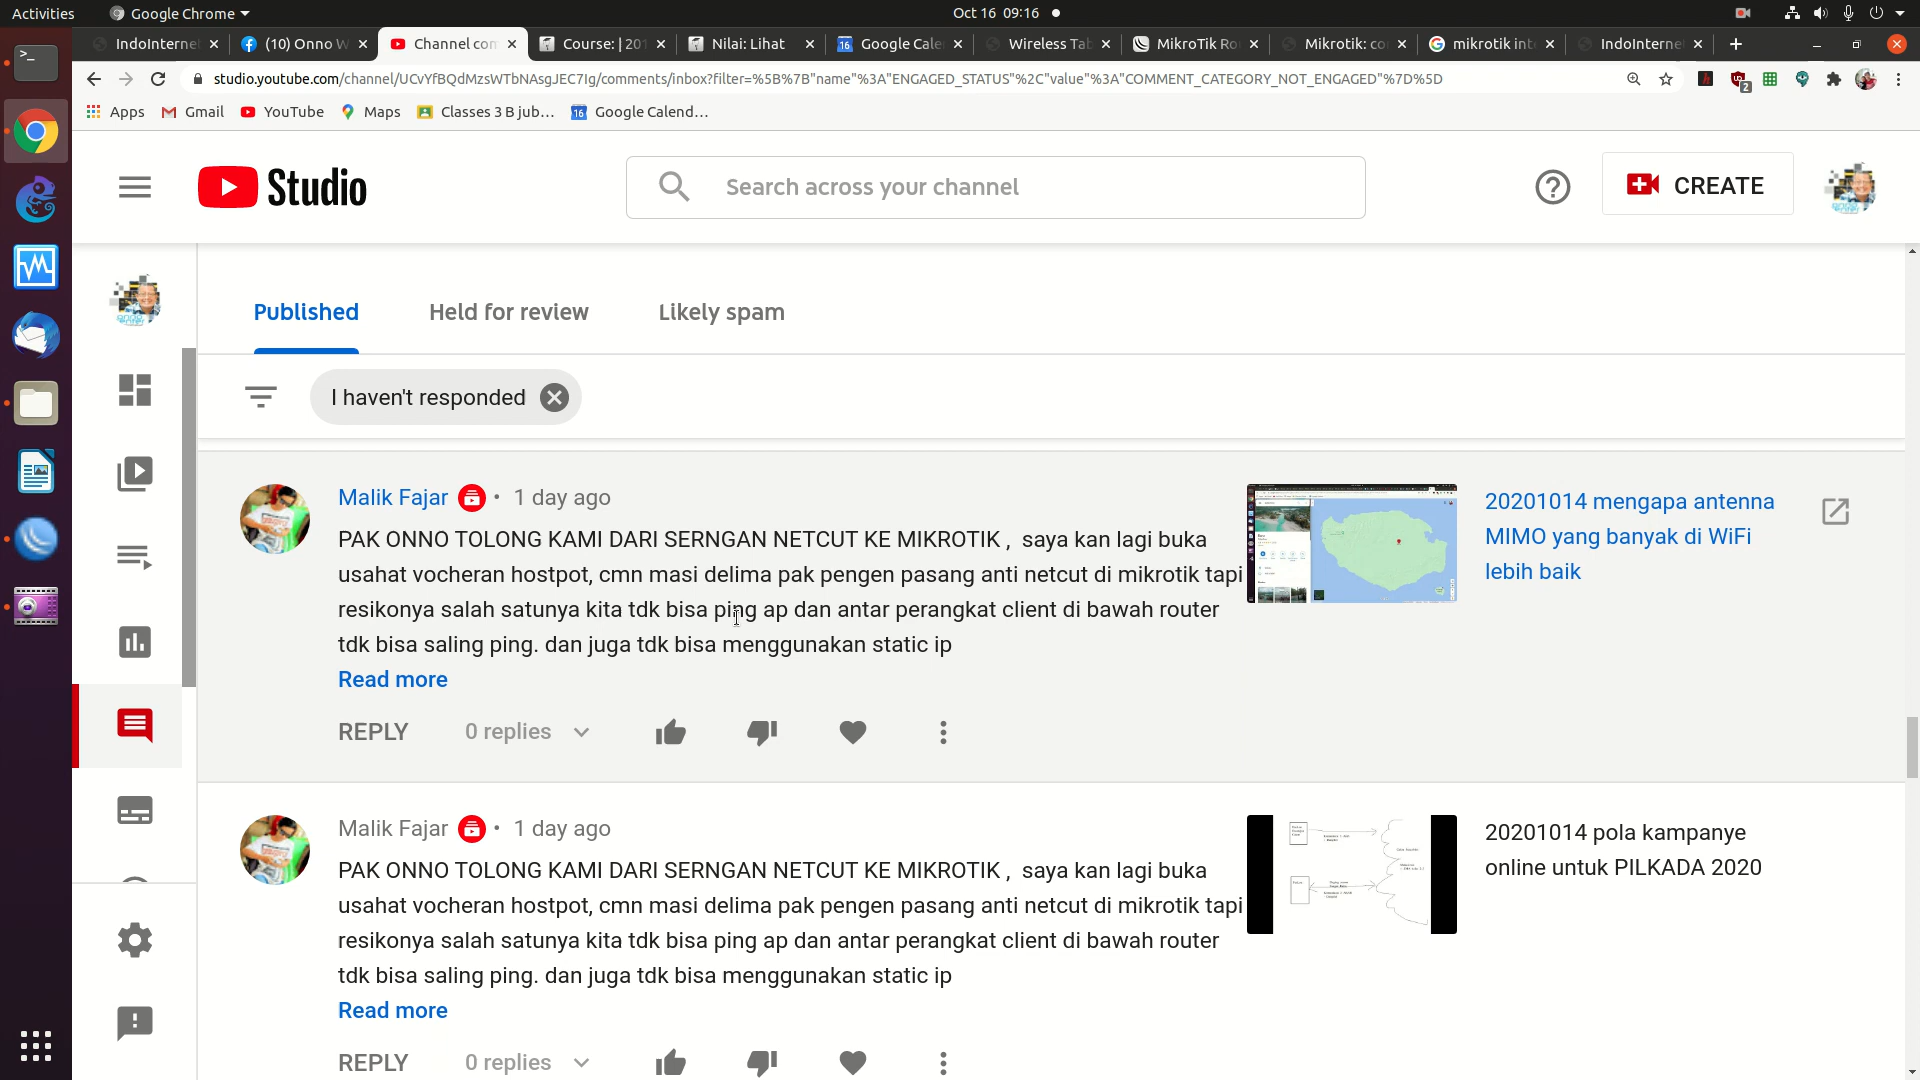 Activities Google Chrome Oct 16 09:16
IndoInterne (10) Onno W Channel com Course: | 201 Nilai: Lihat Google Cale Wireless Tab MikroTik Ro Mikrotik: co mikrotik int IndoInterne
studio.youtube.com/channel/UCvYfBQdMzsWTbNAsgJEC7Ig/comments/inbox?filter=%5B%7B"name"%3A"ENGAGED_STATUS"%2C"value"%3A"COMMENT_CATEGORY_NOT_ENGAGED"%7D%5D
2
Apps Gmail YouTube Maps Classes 3 B jub... 16 Google Calend...
Studio
Search across your channel
CREATE
Published Held for review Likely spam
I haven't responded
Malik Fajar • 1 day ago
PAK ONNO TOLONG KAMI DARI SERNGAN NETCUT KE MIKROTIK , saya kan lagi buka
usahat vocheran hostpot, cmn masi delima pak pengen pasang anti netcut di mikrotik tapi
resikonya salah satunya kita tdk bisa ping ap dan antar perangkat client di bawah router
tdk bisa saling ping. dan juga tdk bisa menggunakan static ip
Read more
REPLY 0 replies
20201014 mengapa antenna
MIMO yang banyak di WiFi
lebih baik
Malik Fajar • 1 day ago
PAK ONNO TOLONG KAMI DARI SERNGAN NETCUT KE MIKROTIK , saya kan lagi buka
usahat vocheran hostpot, cmn masi delima pak pengen pasang anti netcut di mikrotik tapi
resikonya salah satunya kita tdk bisa ping ap dan antar perangkat client di bawah router
tdk bisa saling ping. dan juga tdk bisa menggunakan static ip
Read more
REPLY 0 replies
20201014 pola kampanye
online untuk PILKADA 2020